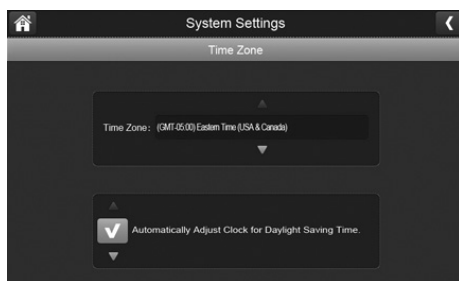 System Settings
Time Zone
Time Zone: (GMT-05:00) Eastern Time (USA & Canada)
Automatically Adjust Clock for Daylight Saving Time.